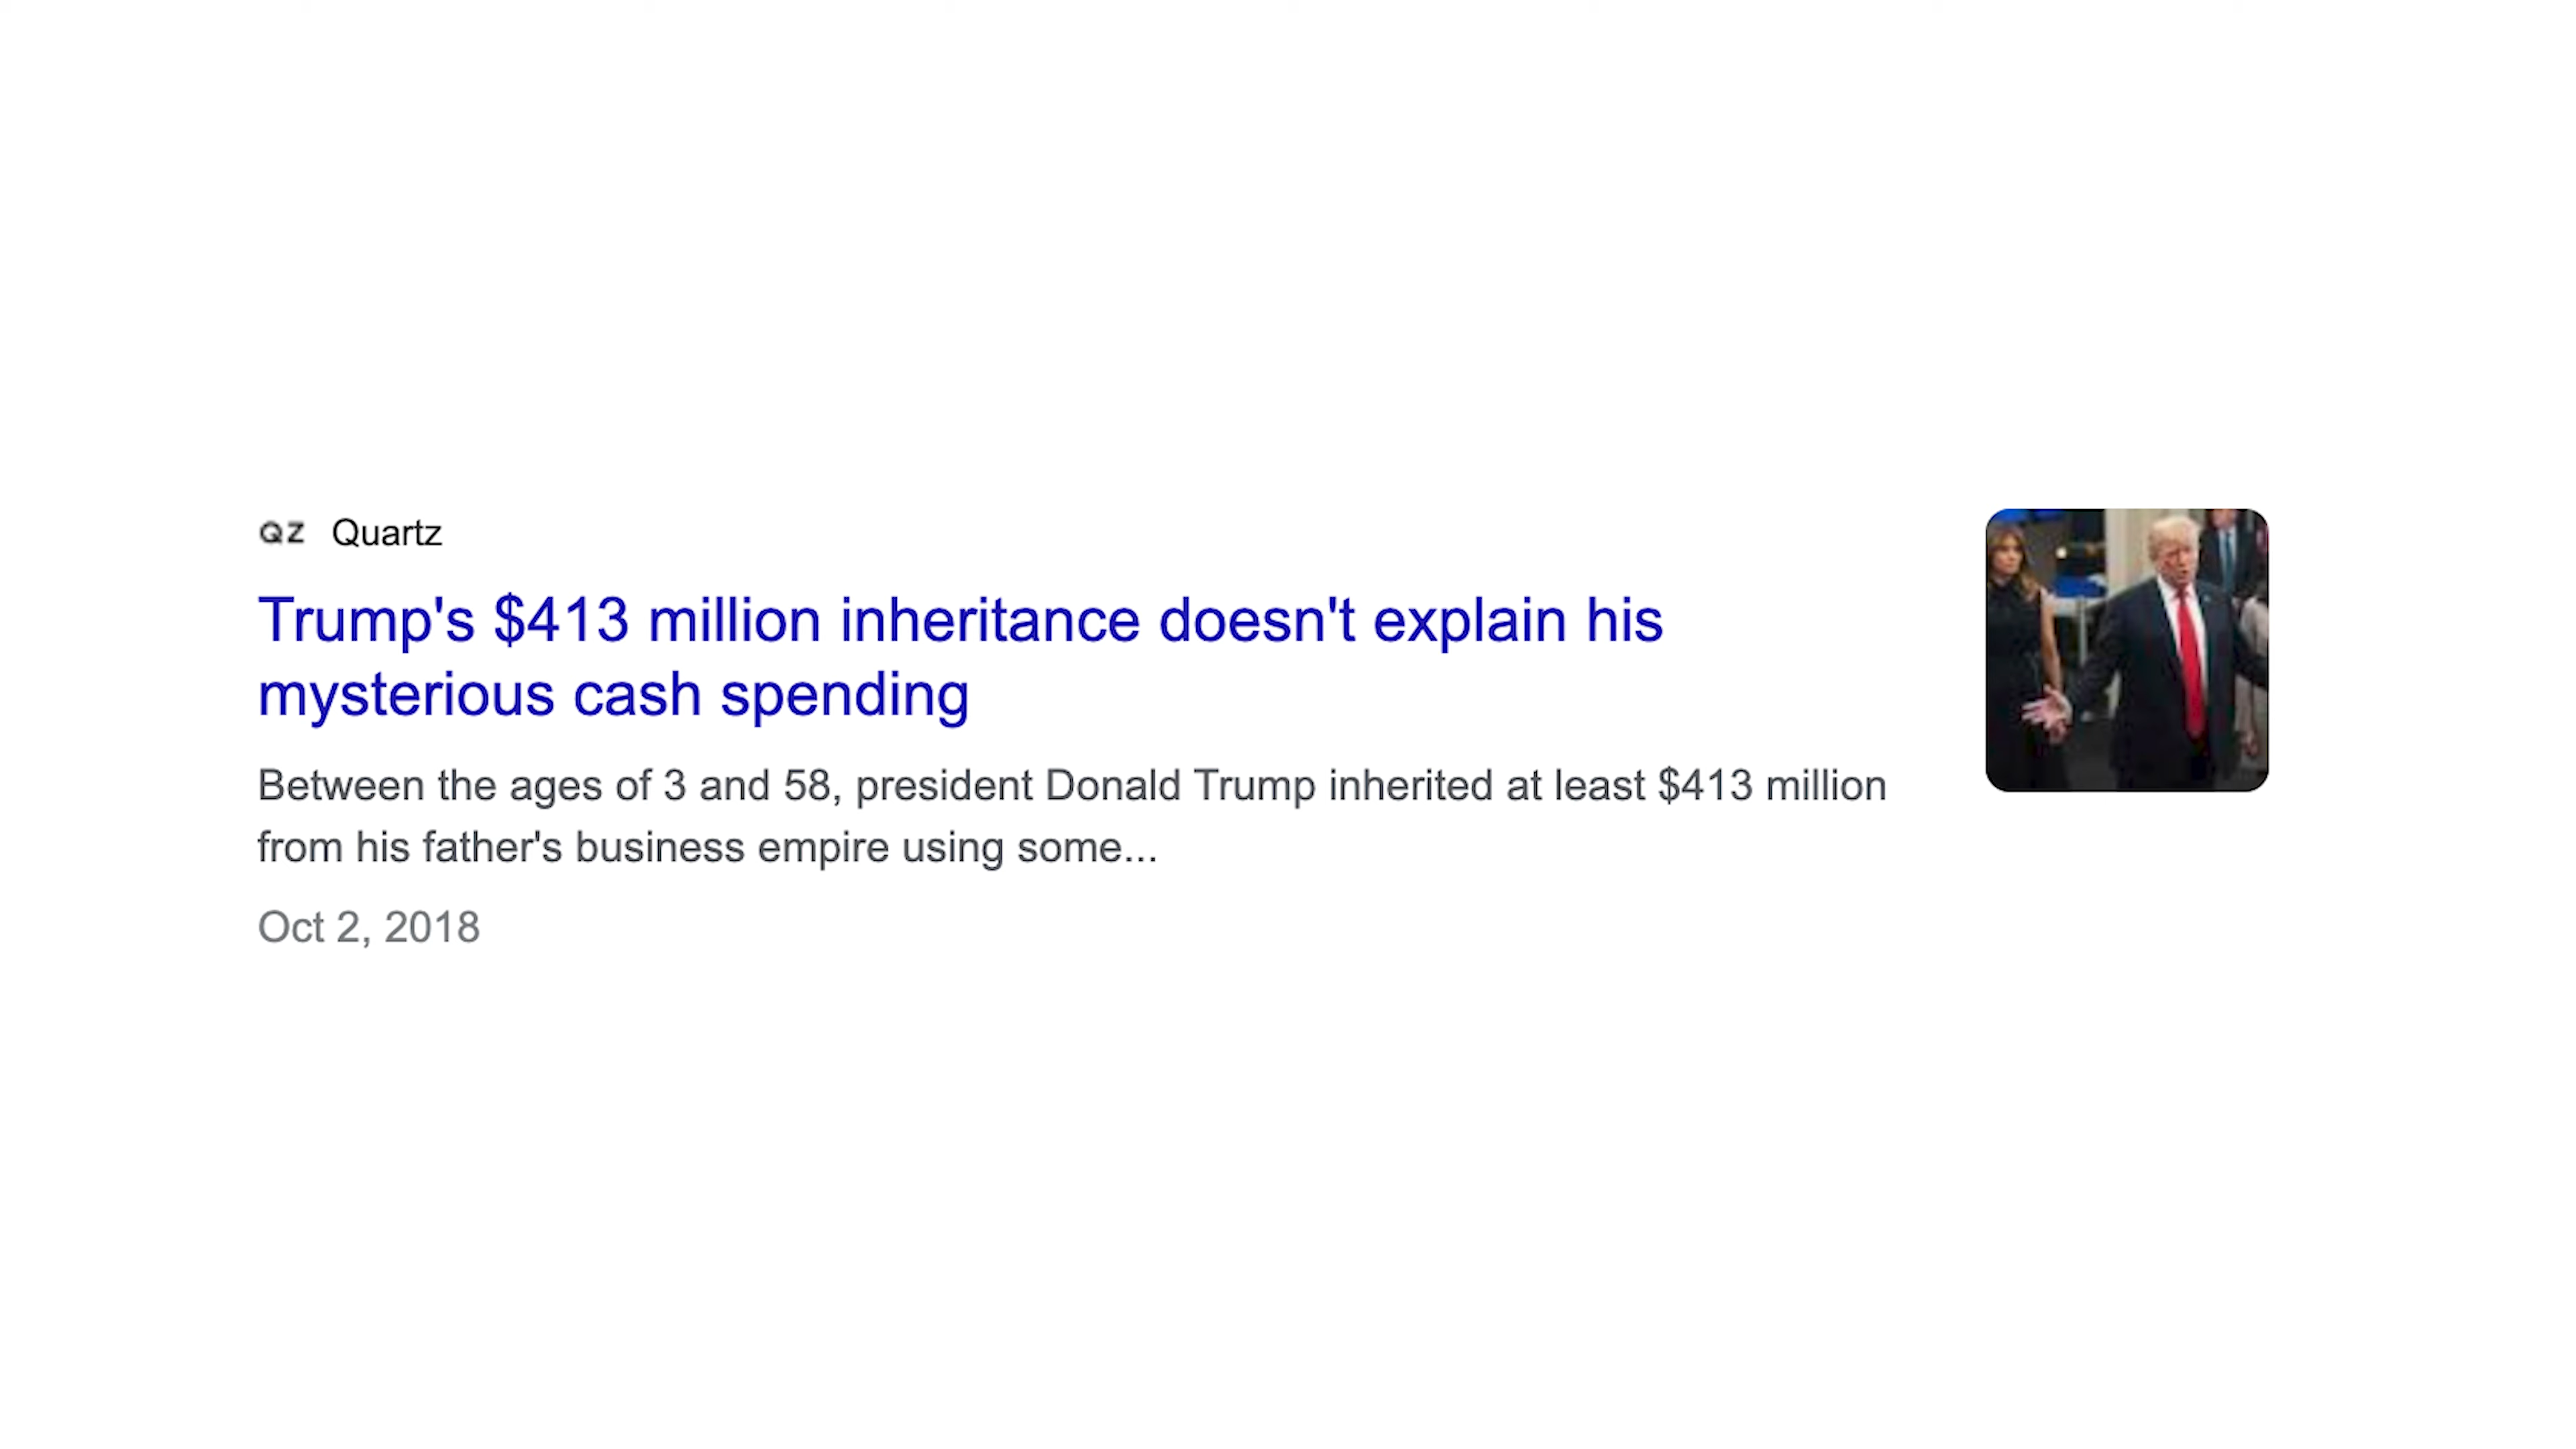 QZ Quartz
Trump's $413 million inheritance doesn't explain his
mysterious cash spending
Between the ages of 3 and 58, president Donald Trump inherited at least $413 million
from his father's business empire using some...
Oct 2, 2018